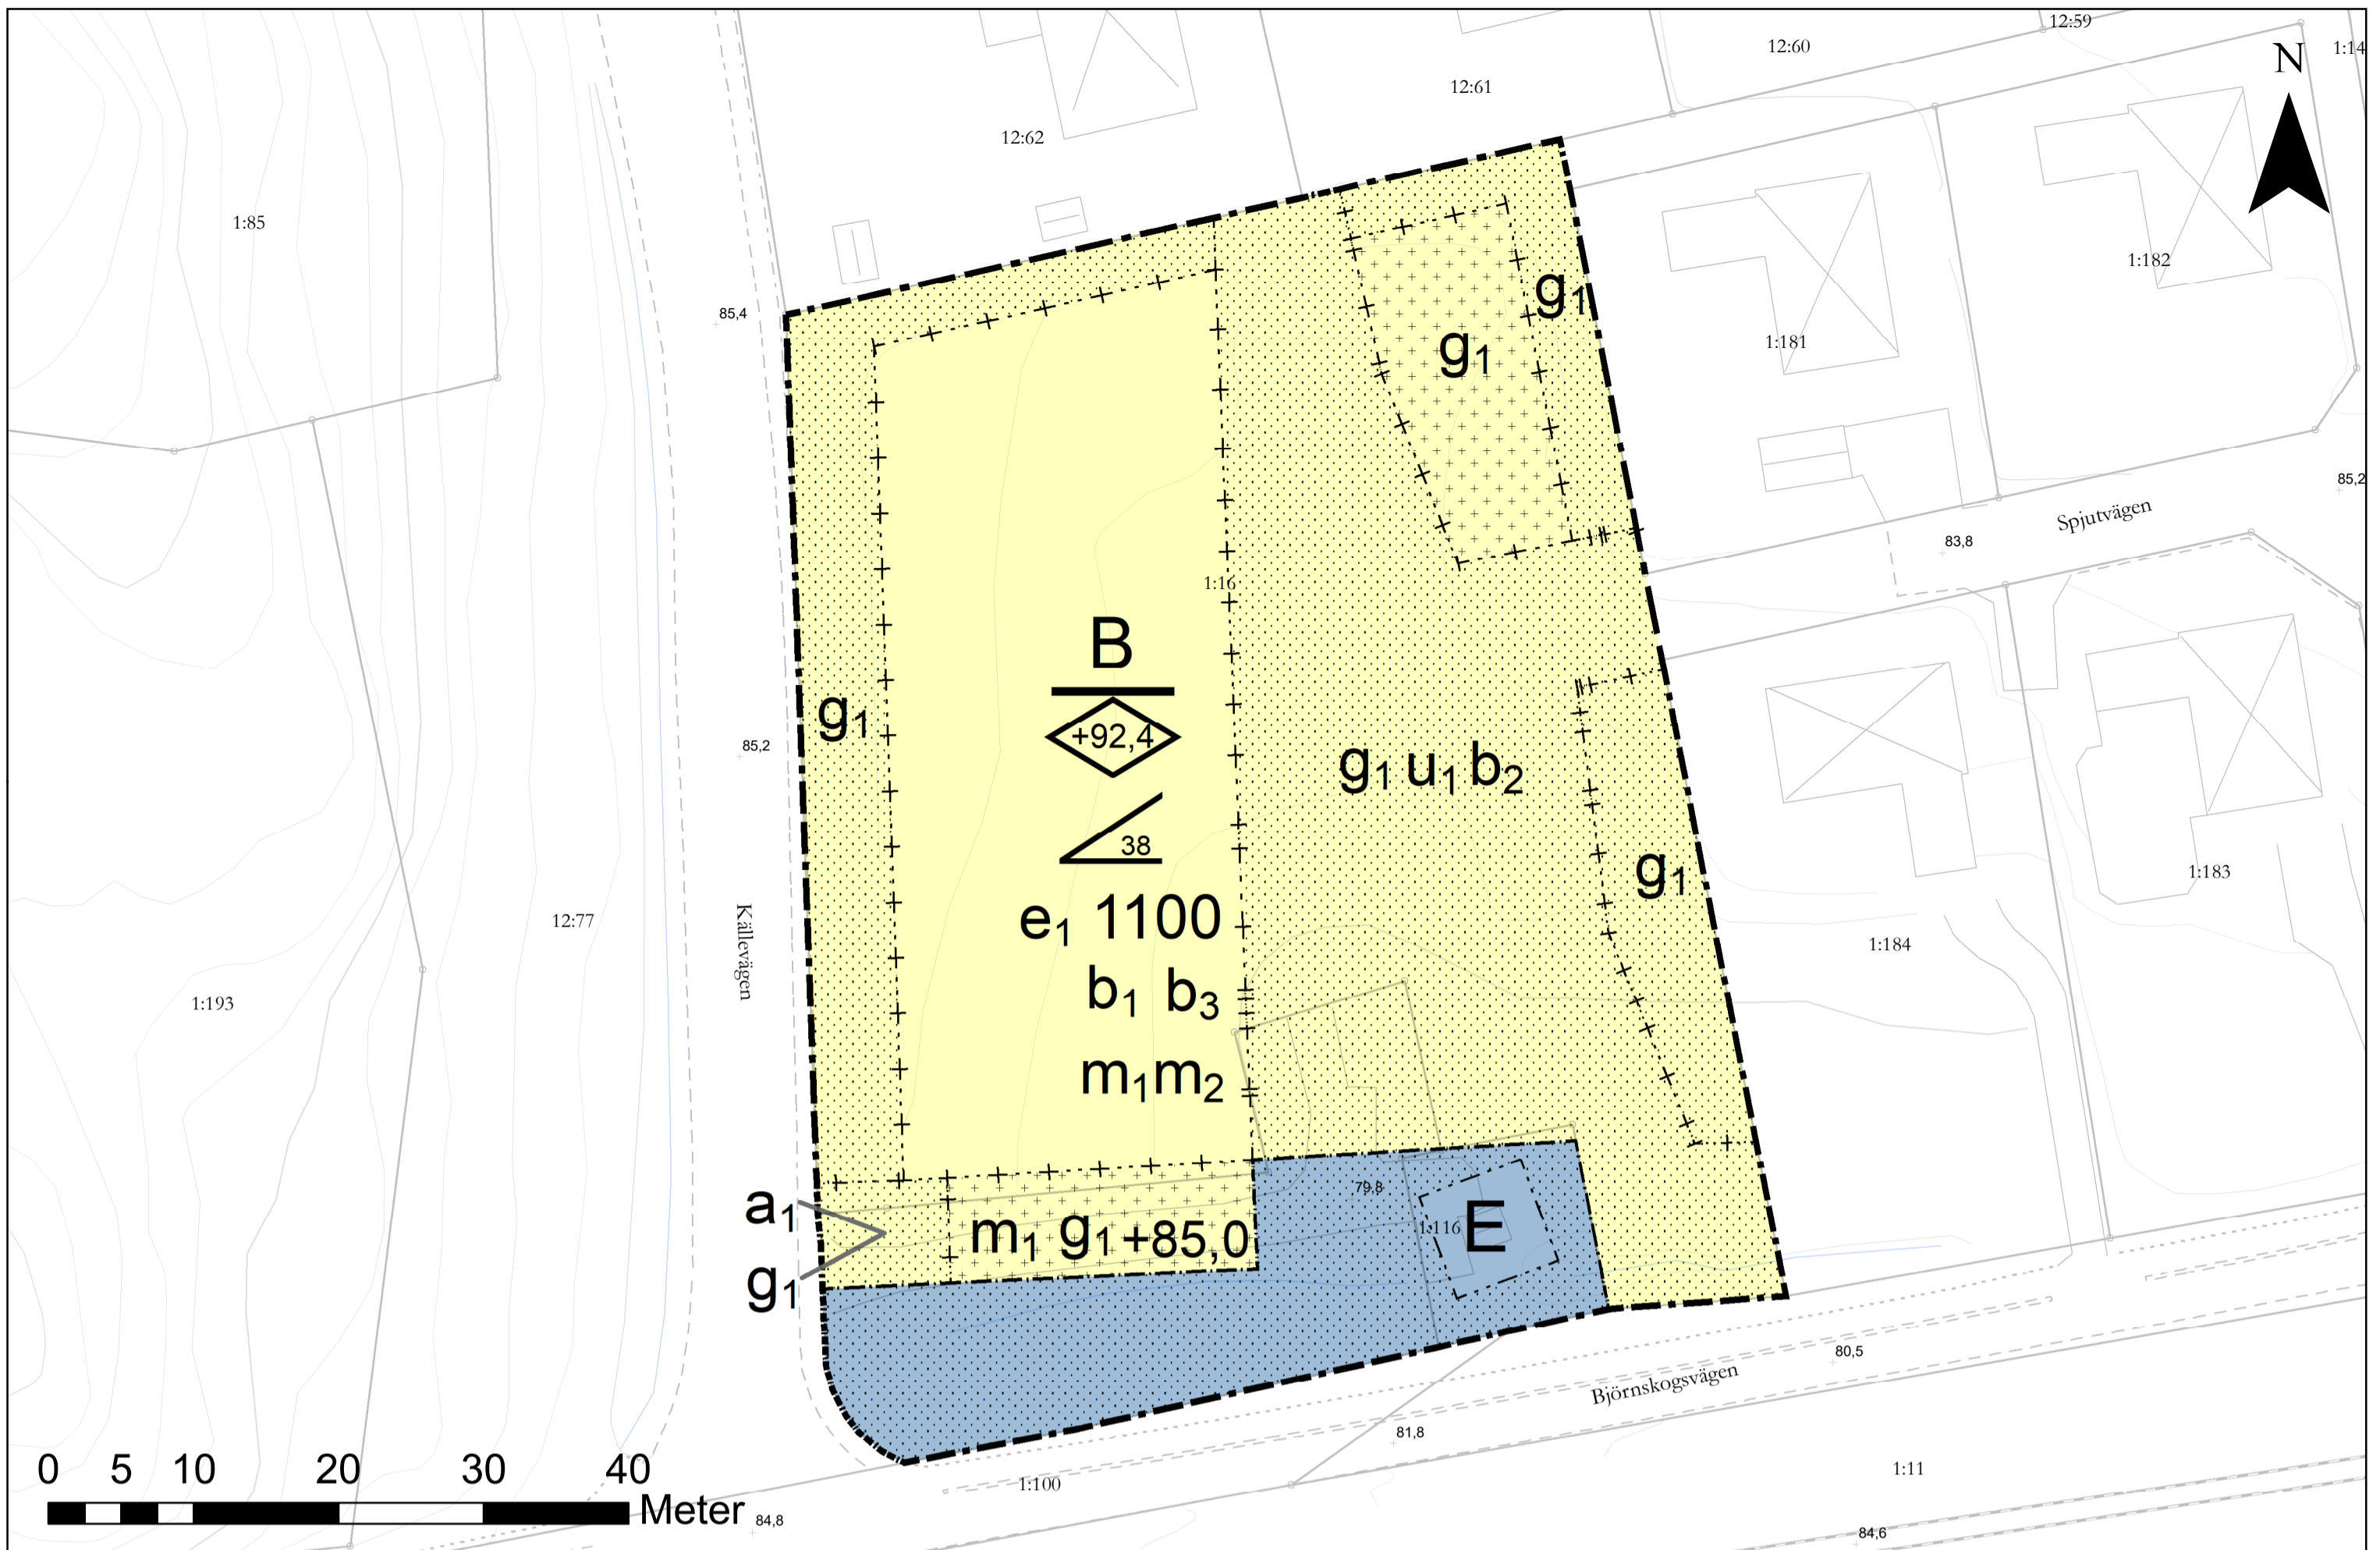 12:59
12:60
1:14
N
12:61
12:62
1:85
1:182
g1
85,4
1:181
g1
85,2
Spjutvägen
83,8
1:16
B
g1
+92,4
85,2
g1 u1 b2
38
g1
1:183
e1 1100
12:77
Källevägen
1:184
b1 b3
1:193
m1 m2
79,8
a1
m1 g1 +85,0
1:116
E
g1
80,5
Björnskogsvägen
81,8
0 5 10 20 30 40
1:11
1:100
Meter
84,8
84,6